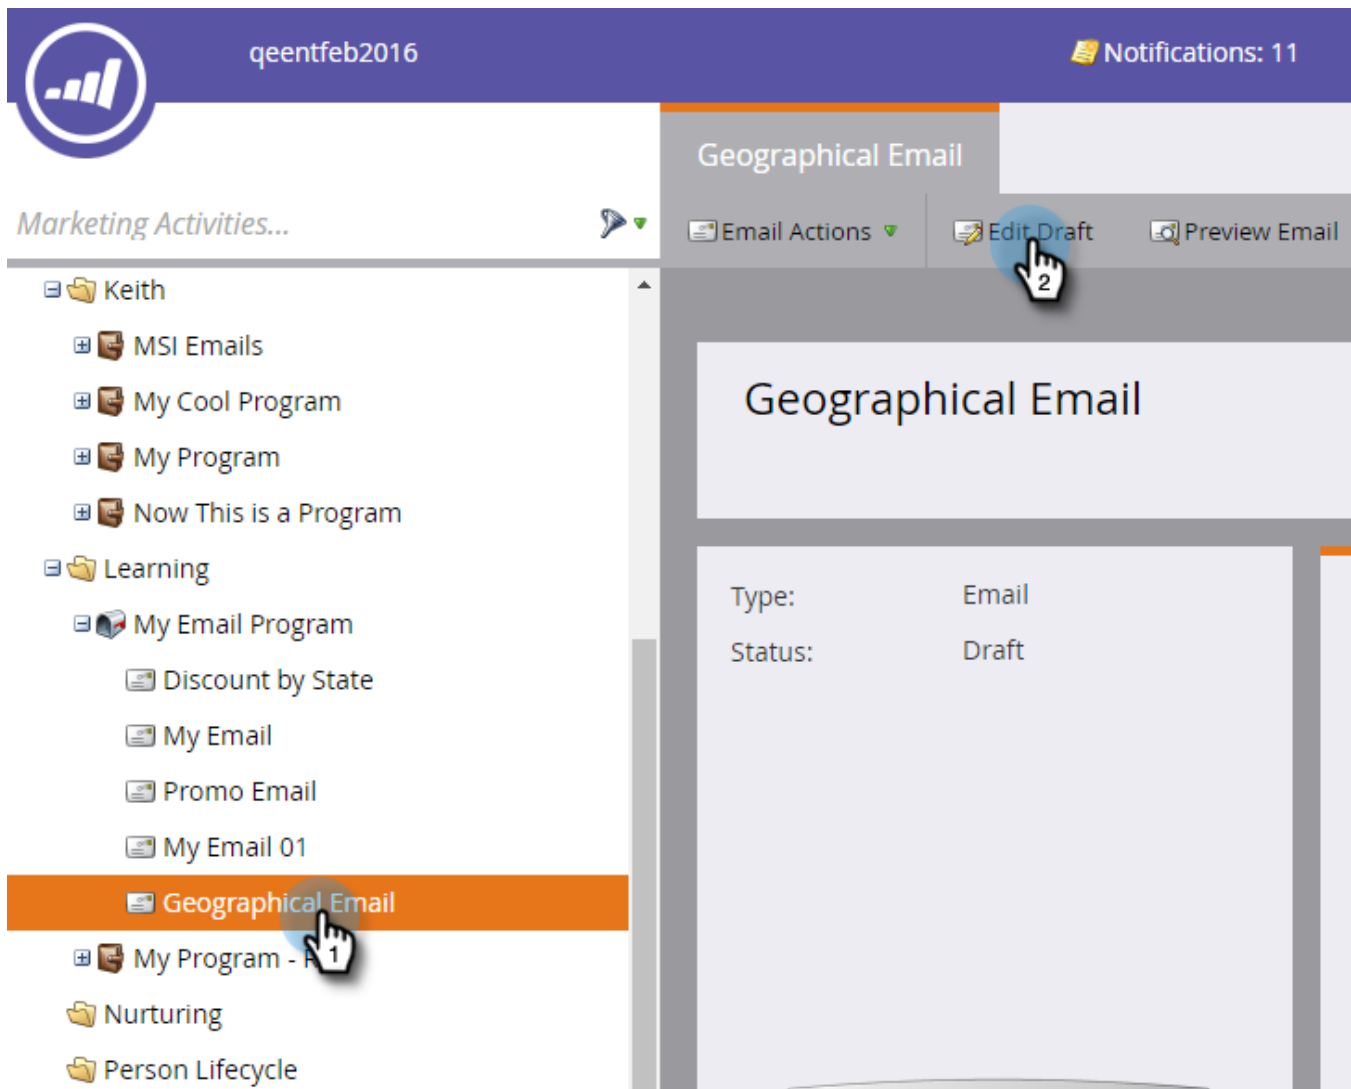 qeentfeb2016
Notifications: 11
Geographical Email
Marketing Activities...
Email Actions
Edit Draft
Preview Email
2
Keith
MSI Emails
My Cool Program
My Program
Now This is a Program
Learning
My Email Program
Discount by State
My Email
Promo Email
My Email 01
Geographical Email
1
My Program -
Nurturing
Person Lifecycle
Geographical Email
Type: Email
Status: Draft